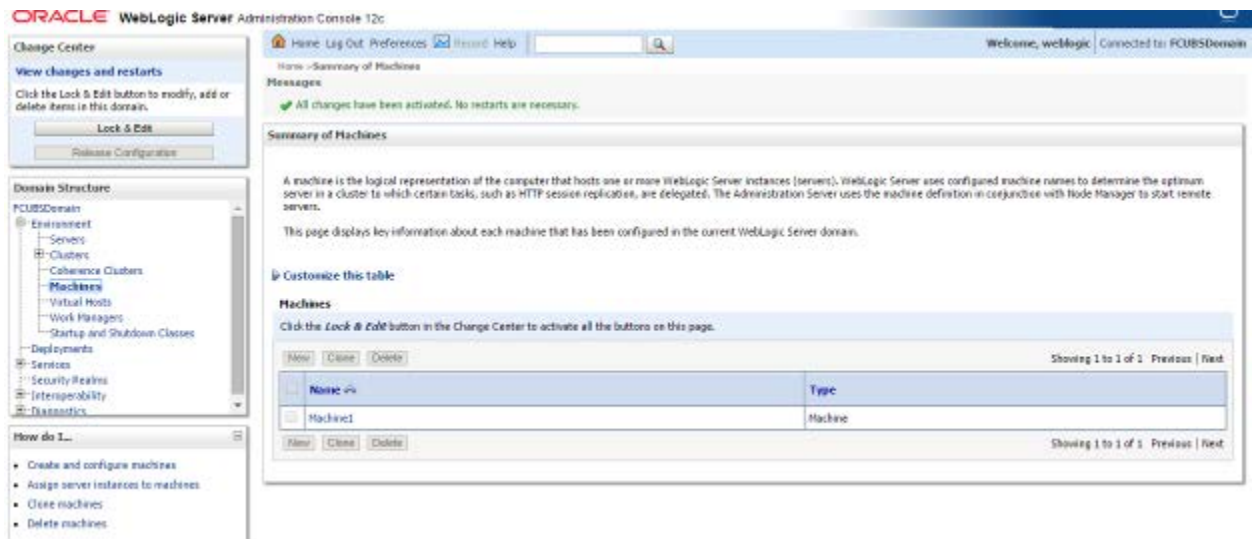 ORACLE WebLogic Server Administration Console 12c
Change Center
View changes and restarts
Click the Lock & Edit button to modify, add or
delete items in this domain.
Lock & Edit
Release Configuration
Domain Structure
FCUBSDomain
Environment
Servers
Clusters
Coherence Clusters
Machines
Virtual Hosts
Work Managers
Startup and Shutdown Classes
Deployments
Services
Security Realms
Interoperability
Diagnostics
How do I...
Create and configure machines
Assign server instances to machines
Clone machines
Delete machines
Home Log Out Preferences Record Help
Welcome, weblogic Connected to: FCUBSDomain
Home >Summary of Machines
Messages
All changes have been activated. No restarts are necessary.
Summary of Machines
A machine is the logical representation of the computer that hosts one or more WebLogic Server instances (servers). WebLogic Server uses configured machine names to determine the optimum
server in a cluster to which certain tasks, such as HTTP session replication, are delegated. The Administration Server uses the machine definition in conjunction with Node Manager to start remote
servers.
This page displays key information about each machine that has been configured in the current WebLogic Server domain.
Customize this table
Machines
Click the Lock & Edit button in the Change Center to activate all the buttons on this page.
New Clone Delete Showing 1 to 1 of 1 Previous | Next
Name Type
Machine1 Machine
New Clone Delete Showing 1 to 1 of 1 Previous | Next